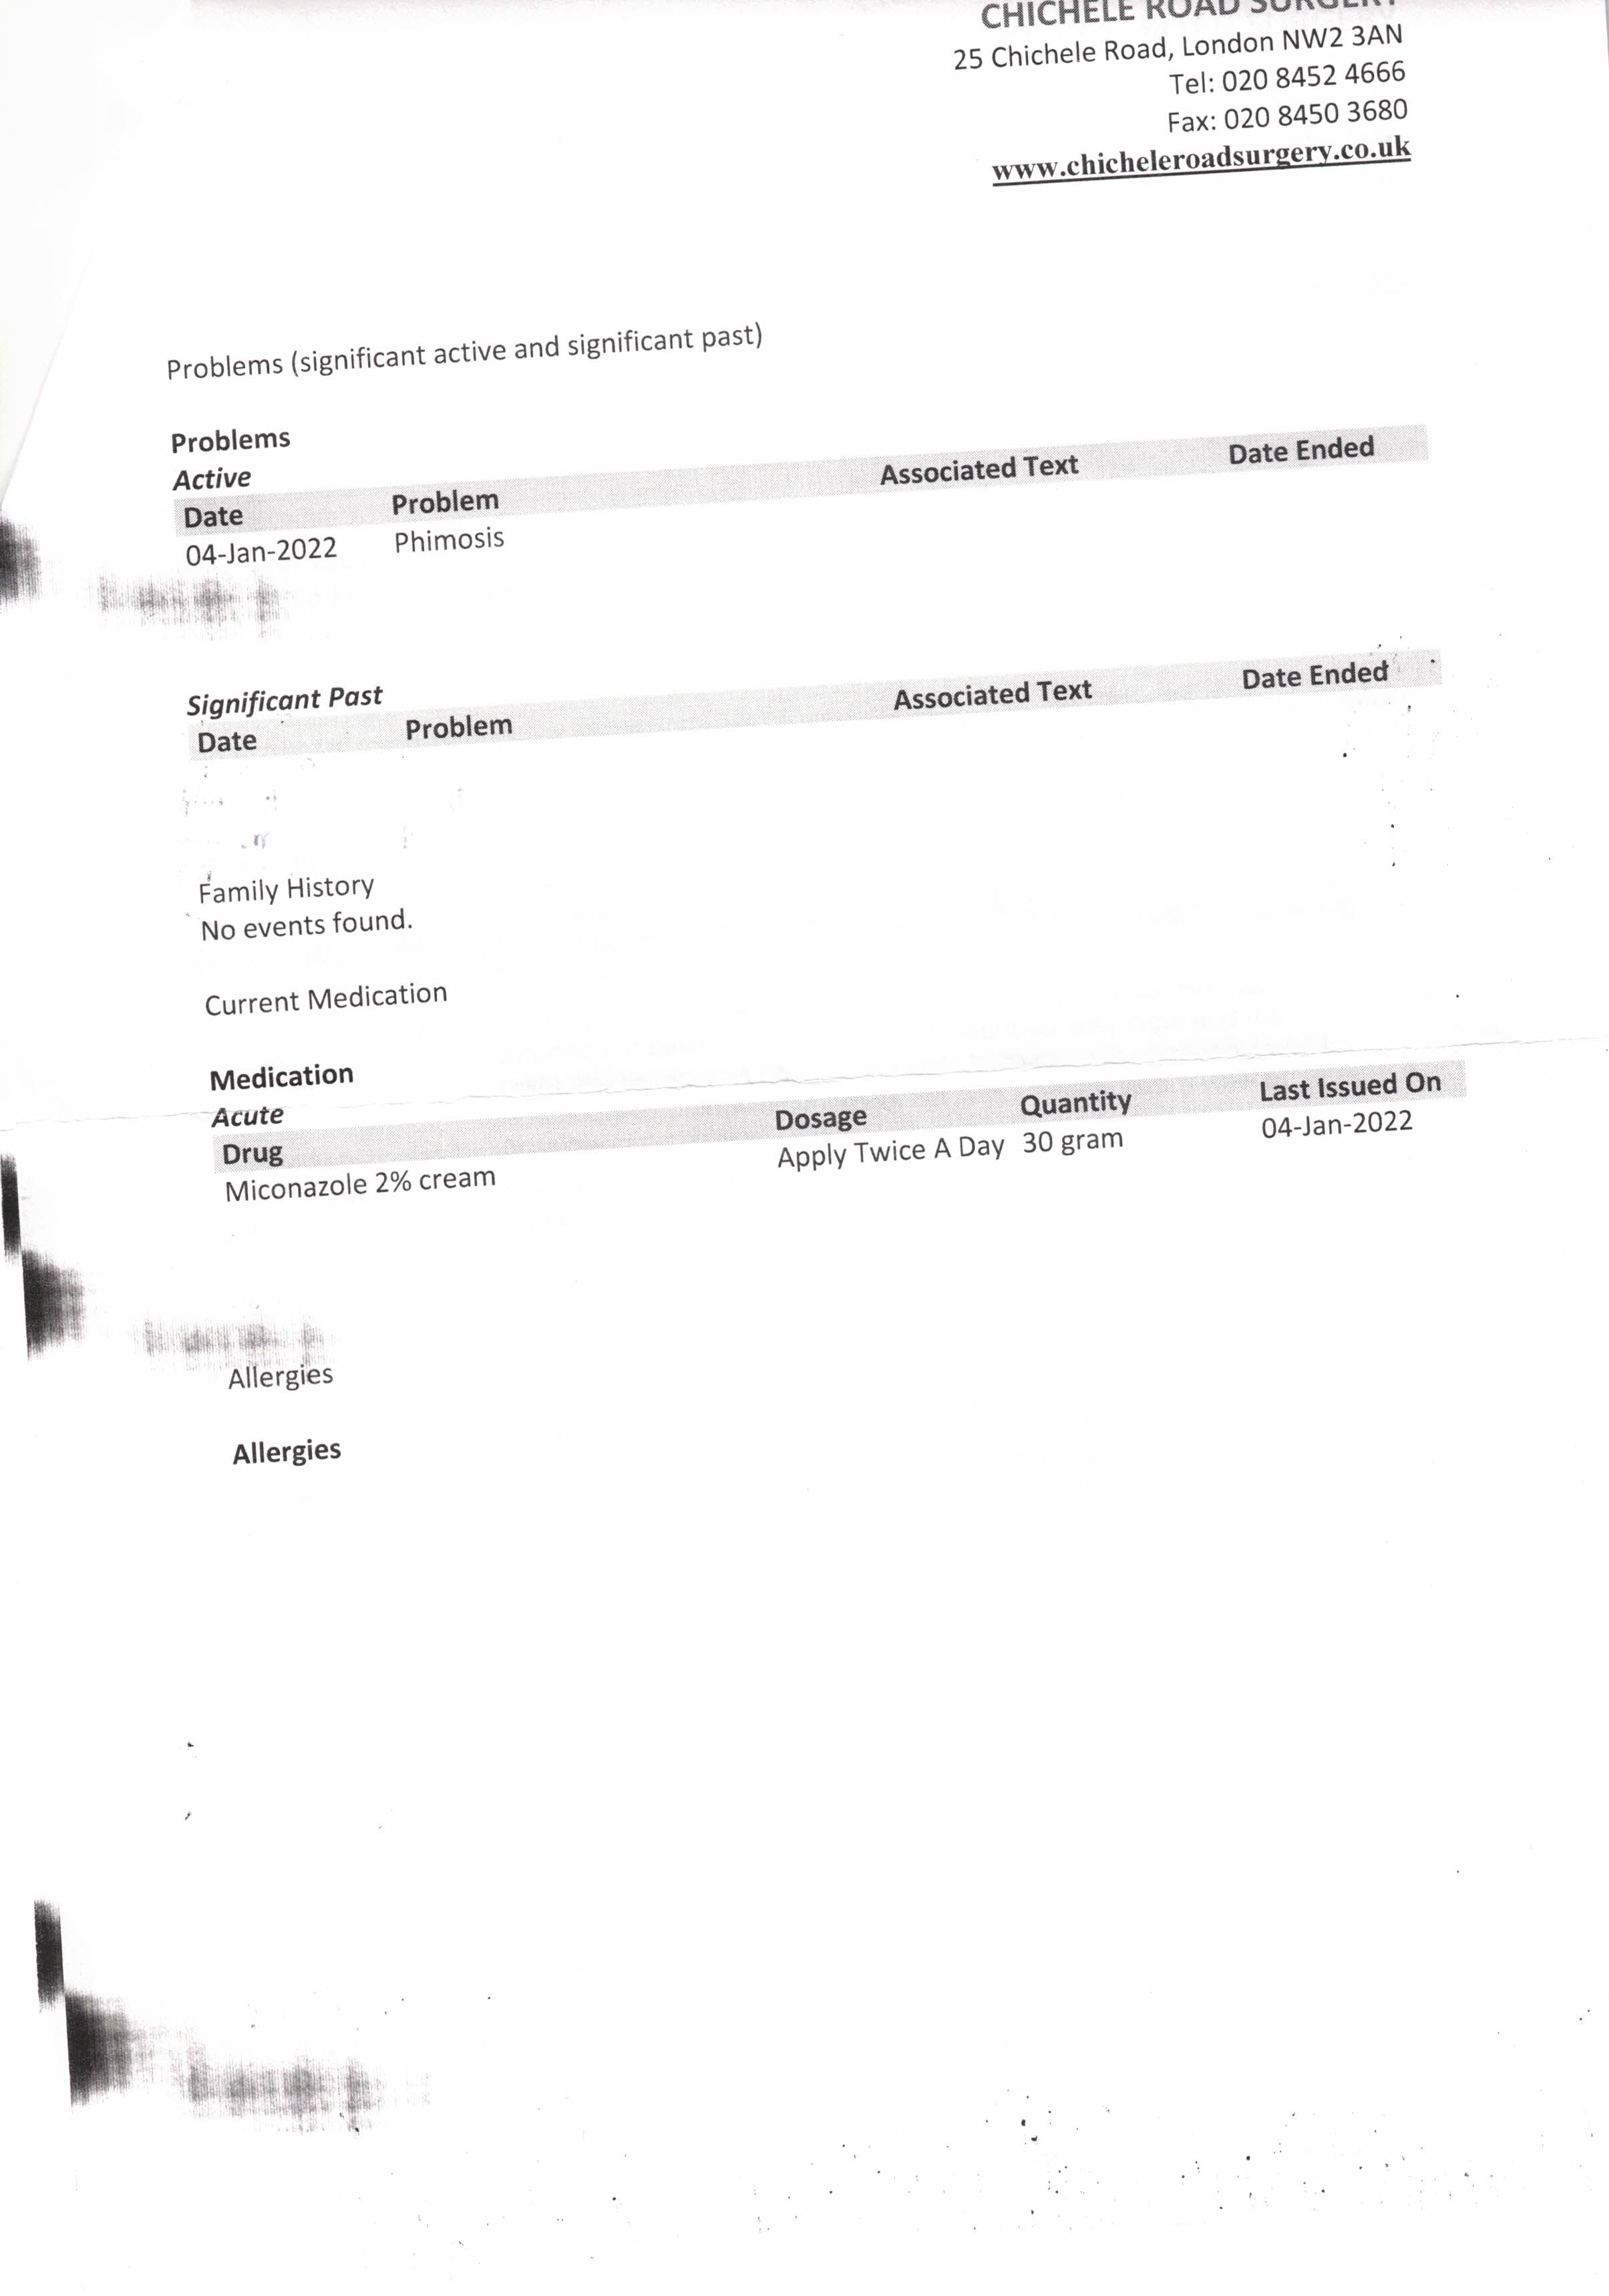 CHICHELE ROAD SURGERY
25 Chichele Road, London NW2 3AN
Tel: 020 8452 4666
Fax: 020 8450 3680
www.chicheleroadsurgery.co.uk
Problems (significant active and significant past)
Problems
Active
Date Problem Associated Text Date Ended
04-Jan-2022 Phimosis
Significant Past
Date Problem Associated Text Date Ended
Family History
No events found.
Current Medication
Medication
Acute
Drug Dosage Quantity Last Issued On
Miconazole 2% cream Apply Twice A Day 30 gram 04-Jan-2022
Allergies
Allergies